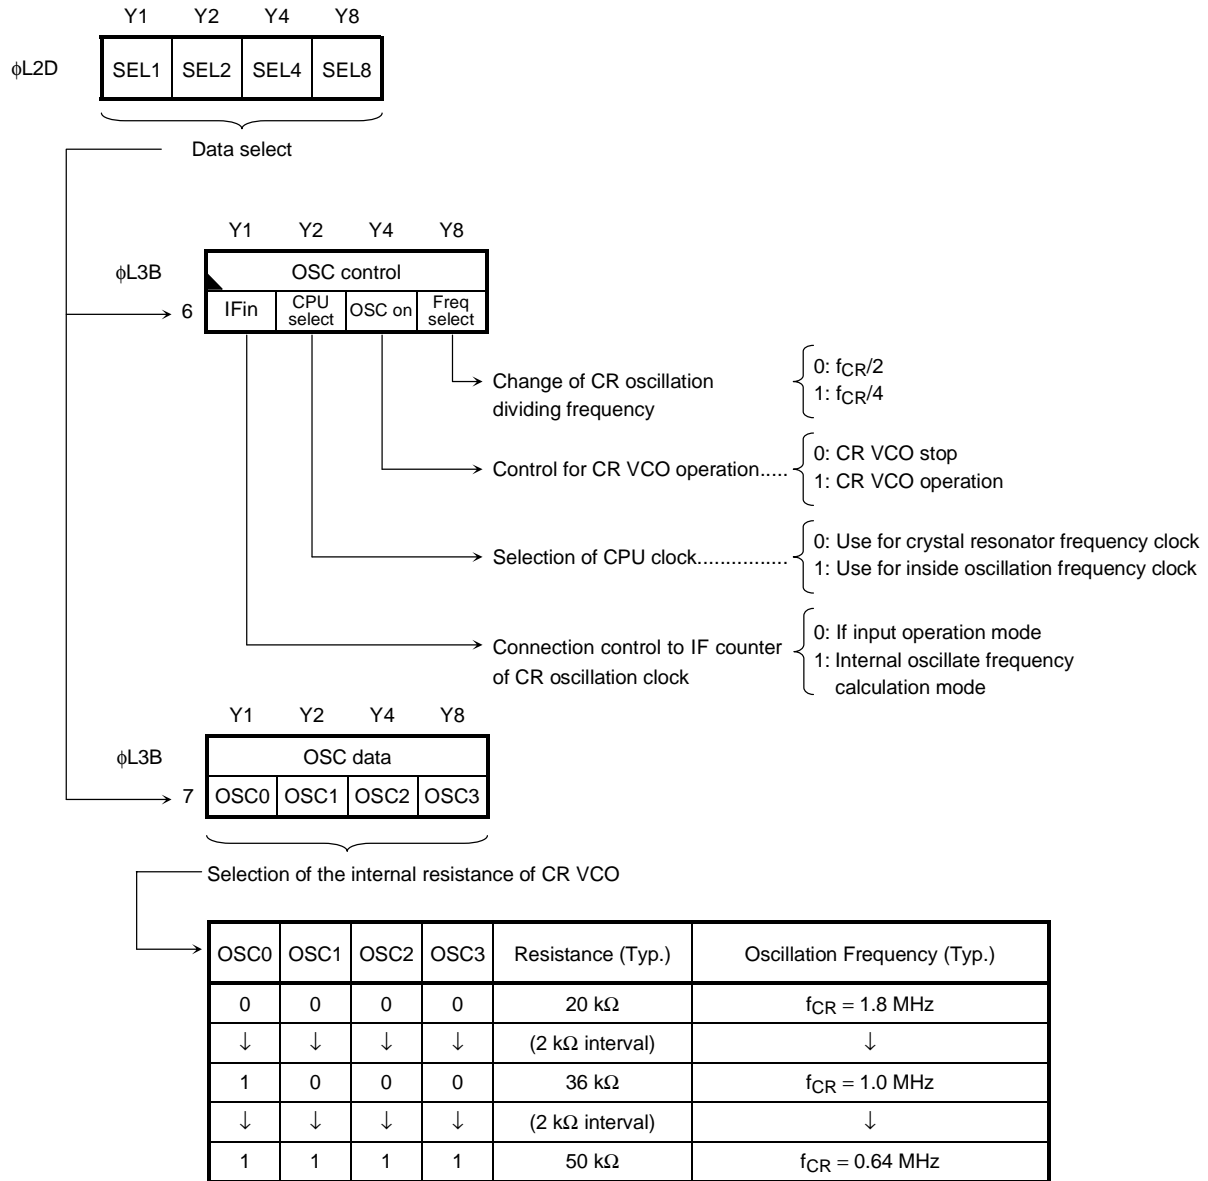 Y1 Y2 Y4 Y8
φL2D SEL1 SEL2 SEL4 SEL8
Data select
Y1 Y2 Y4 Y8
φL3B OSC control
6 IFin CPU select OSC on Freq select
Change of CR oscillation dividing frequency
0: fCR/2
1: fCR/4
Control for CR VCO operation.....
0: CR VCO stop
1: CR VCO operation
Selection of CPU clock................
0: Use for crystal resonator frequency clock
1: Use for inside oscillation frequency clock
Connection control to IF counter
of CR oscillation clock
0: If input operation mode
1: Internal oscillate frequency
calculation mode
Y1 Y2 Y4 Y8
φL3B OSC data
7 OSC0 OSC1 OSC2 OSC3
Selection of the internal resistance of CR VCO
OSC0 OSC1 OSC2 OSC3 Resistance (Typ.) Oscillation Frequency (Typ.)
0 0 0 0 20 kΩ fCR = 1.8 MHz
↓ ↓ ↓ ↓ (2 kΩ interval) ↓
1 0 0 0 36 kΩ fCR = 1.0 MHz
↓ ↓ ↓ ↓ (2 kΩ interval) ↓
1 1 1 1 50 kΩ fCR = 0.64 MHz